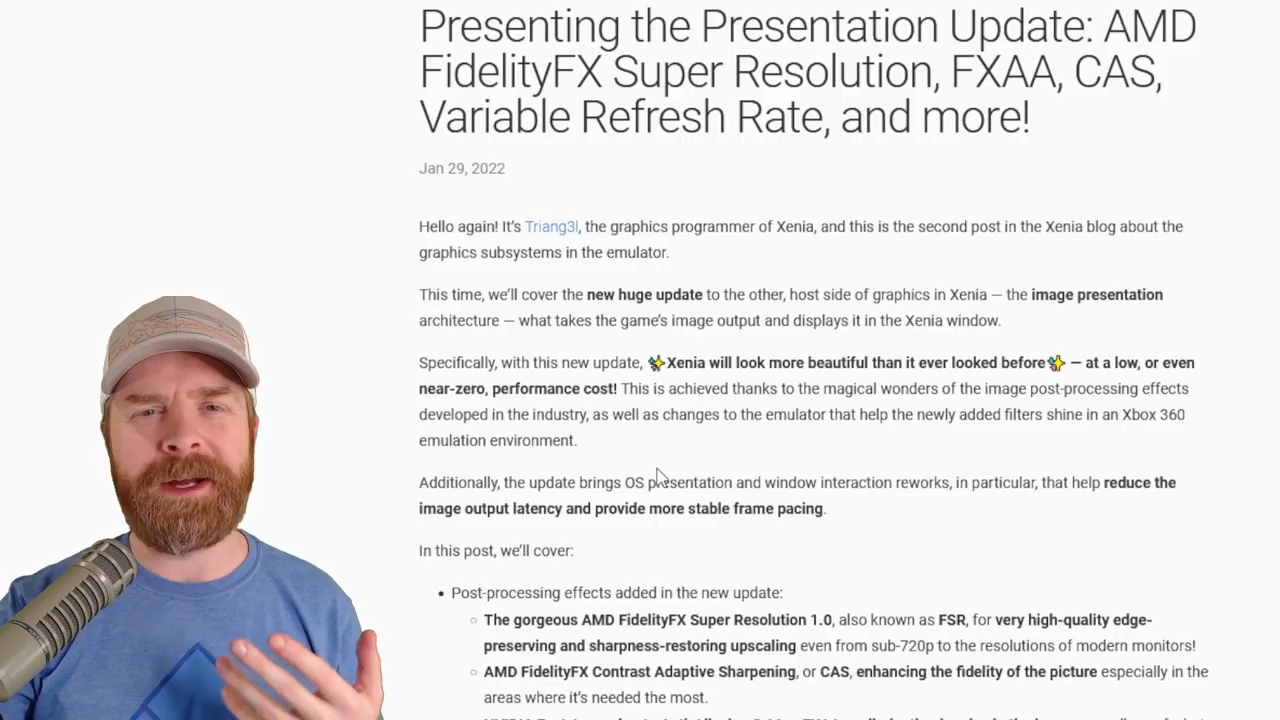 Presenting the Presentation Update: AMD
FidelityFX Super Resolution, FXAA, CAS,
Variable Refresh Rate, and more!
Jan 29, 2022
Hello again! It's Triang3l, the graphics programmer of Xenia, and this is the second post in the Xenia blog about the
graphics subsystems in the emulator.
This time, we'll cover the new huge update to the other, host side of graphics in Xenia — the image presentation
architecture — what takes the game's image output and displays it in the Xenia window.
Specifically, with this new update, ✨Xenia will look more beautiful than it ever looked before✨ — at a low, or even
near-zero, performance cost! This is achieved thanks to the magical wonders of the image post-processing effects
developed in the industry, as well as changes to the emulator that help the newly added filters shine in an Xbox 360
emulation environment.
Additionally, the update brings OS presentation and window interaction reworks, in particular, that help reduce the
image output latency and provide more stable frame pacing.
In this post, we'll cover:
• Post-processing effects added in the new update:
○ The gorgeous AMD FidelityFX Super Resolution 1.0, also known as FSR, for very high-quality edge-
preserving and sharpness-restoring upscaling even from sub-720p to the resolutions of modern monitors!
○ AMD FidelityFX Contrast Adaptive Sharpening, or CAS, enhancing the fidelity of the picture especially in the
areas where it's needed the most.